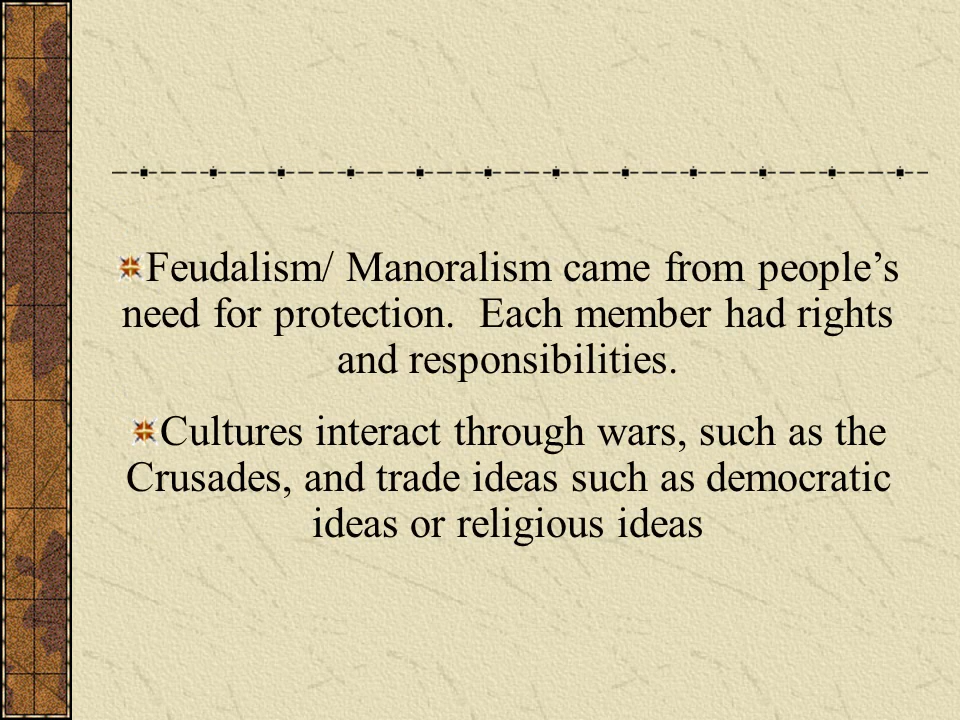 Feudalism/ Manoralism came from people’s
need for protection.  Each member had rights
and responsibilities.
Cultures interact through wars, such as the
Crusades, and trade ideas such as democratic
ideas or religious ideas